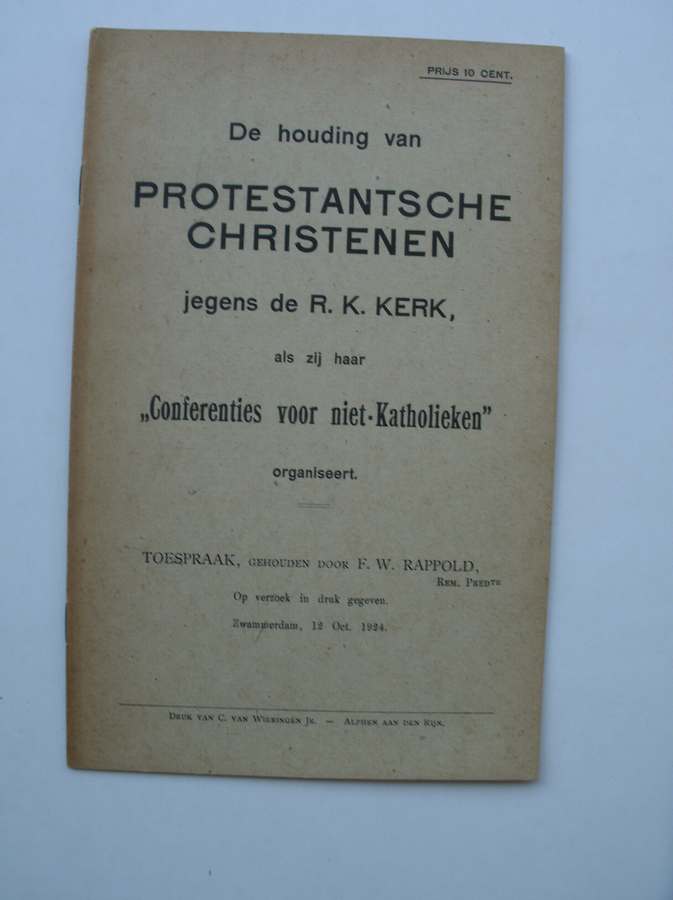 PRIJS 10 CENT.
De houding van
PROTESTANTSCHE
CHRISTENEN
jegens de R. K. KERK,
als zij haar
„Conferenties voor niet-Katholieken”
organiseert.
TOESPRAAK, GEHOUDEN DOOR F. W. RAPPOLD,
REM. PREDTE
Op verzoek in druk gegeven.
Zwammerdam, 12 Oct. 1924.
DRUK VAN C. VAN WIERINGEN JR. — ALPHEN AAN DEN RIJN.